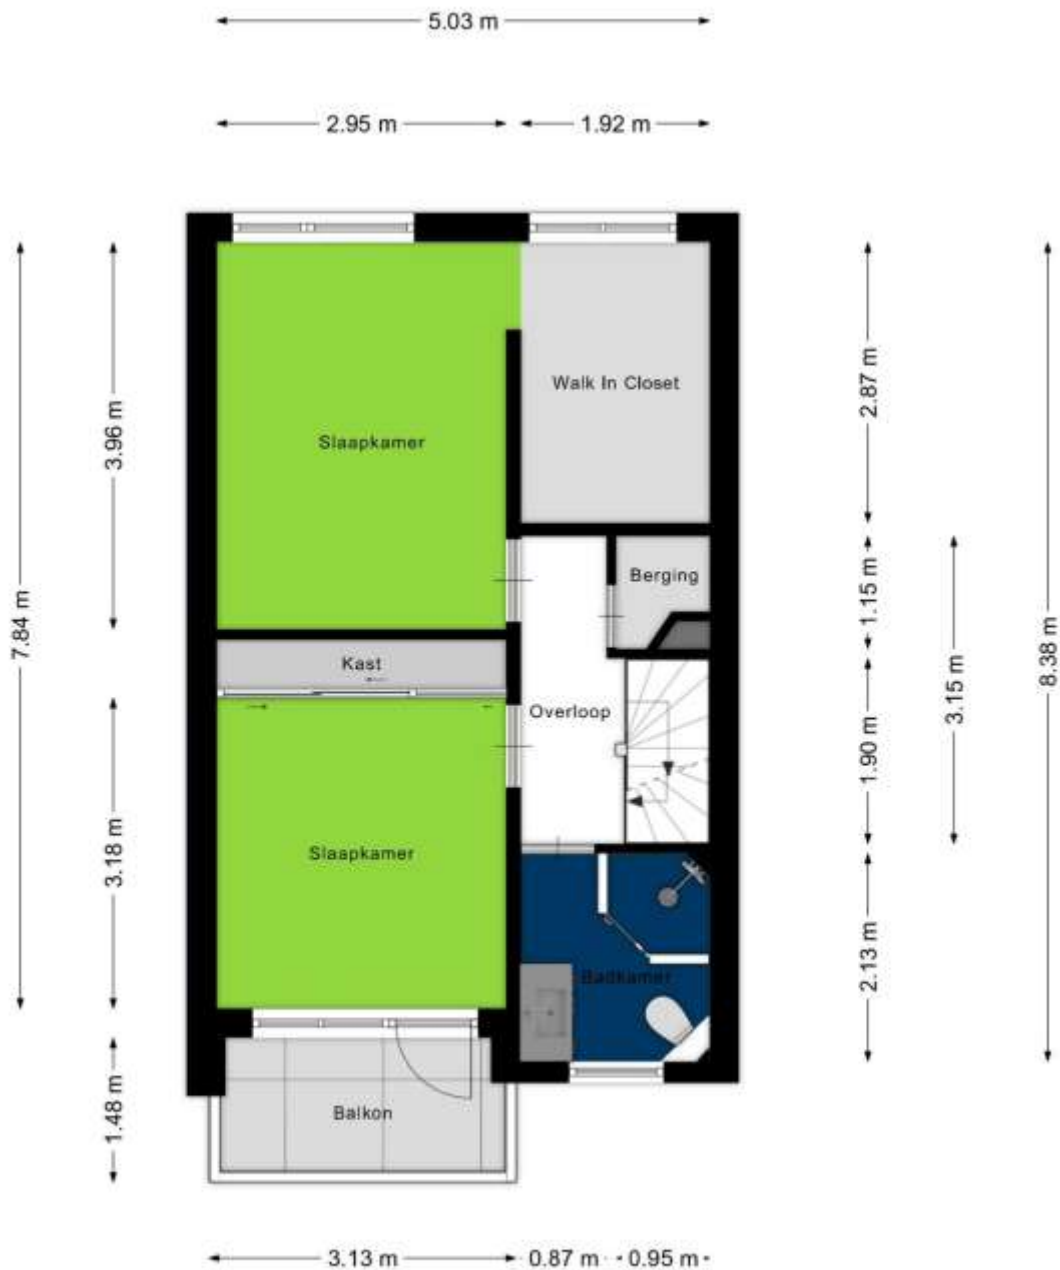 5.03 m
2.95 m
1.92 m
Walk In Closet
2.87 m
3.96 m
Slaapkamer
Berging
1.15 m
7.84 m
8.38 m
Kast
3.15 m
Overloop
1.90 m
Slaapkamer
3.18 m
2.13 m
Badkamer
1.48 m
Balkon
3.13 m
0.87 m
0.95 m